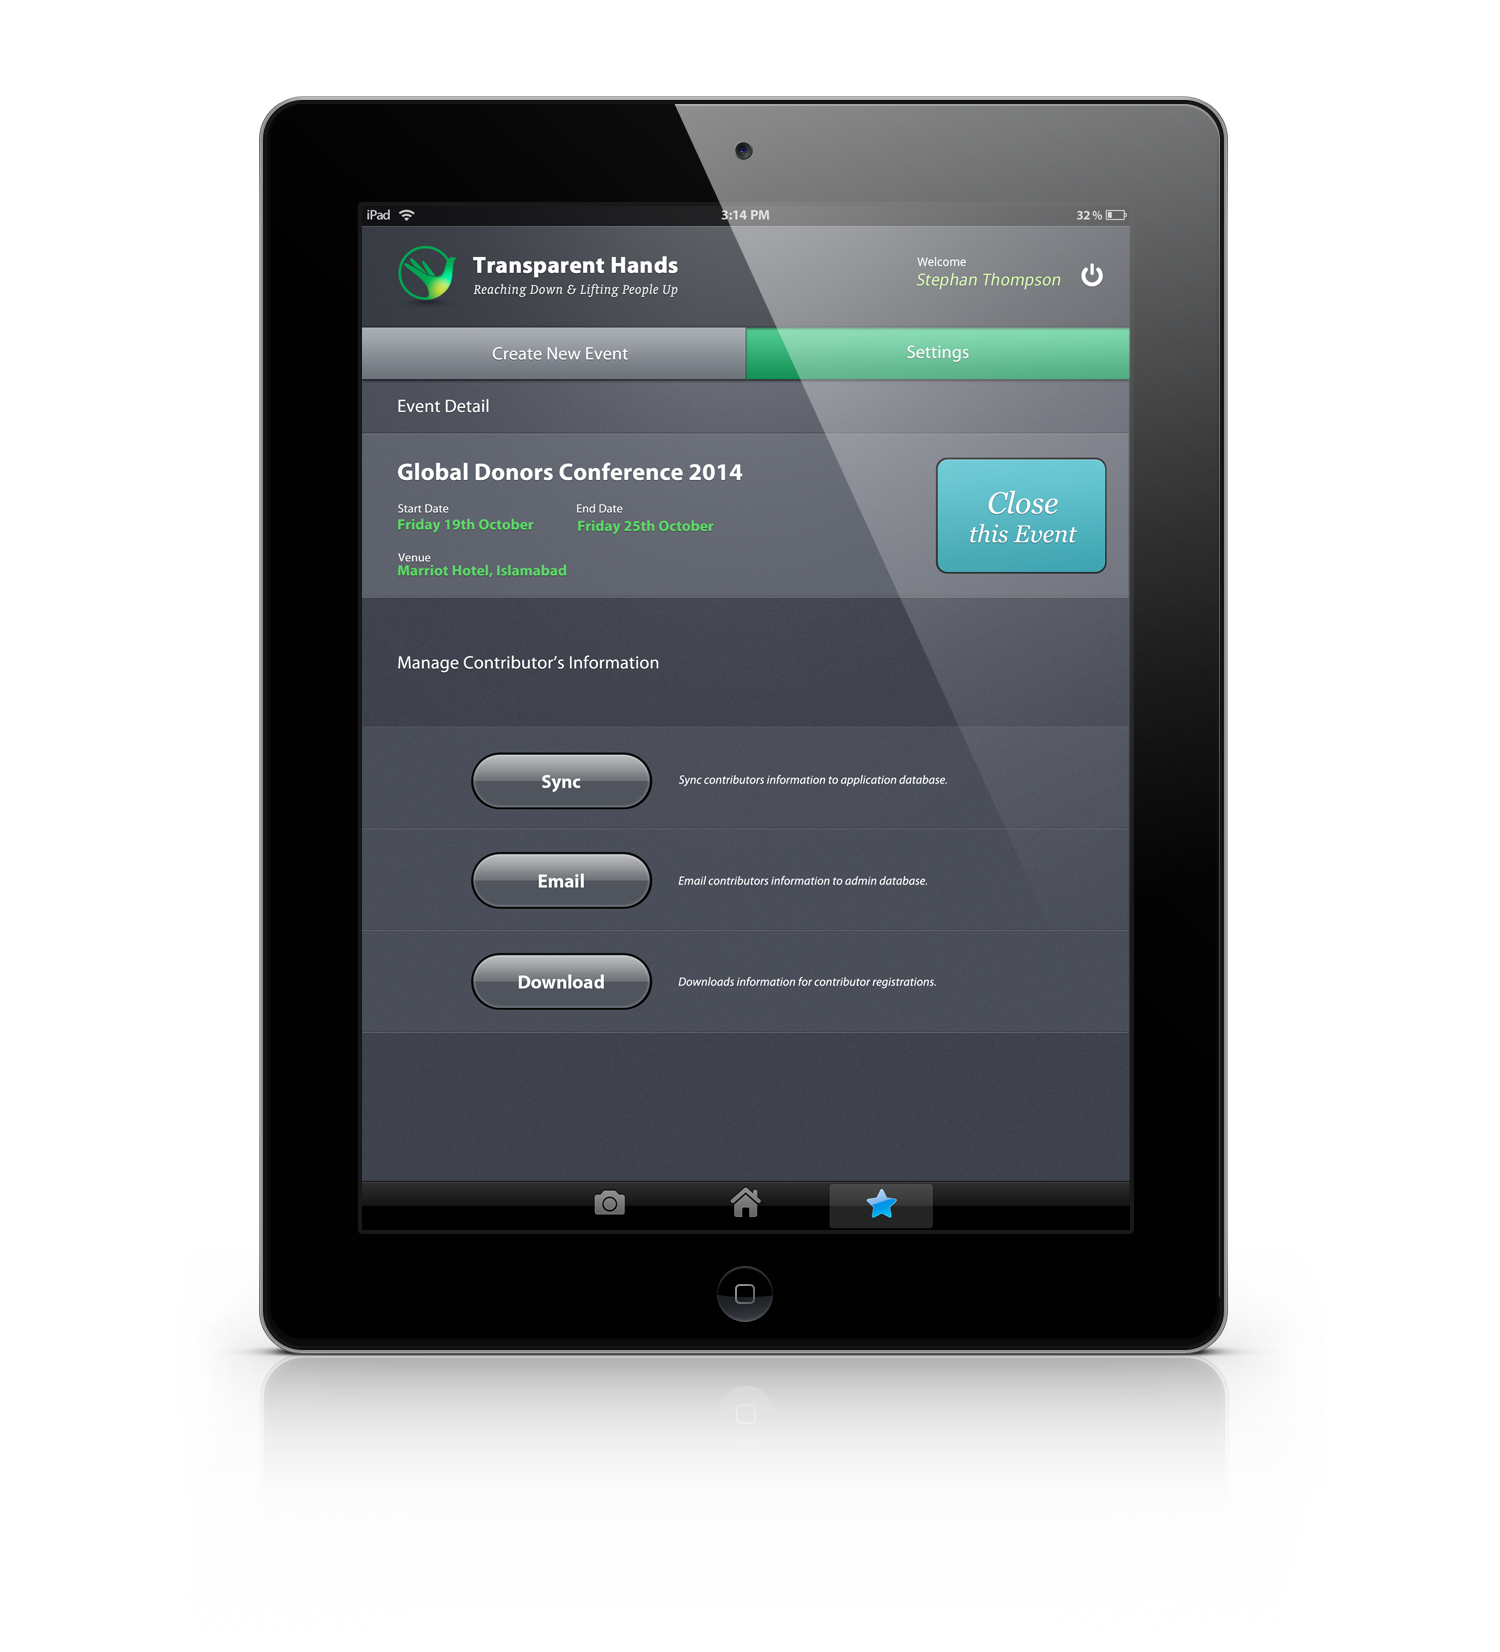 iPad 3:14 PM 32 %
Transparent Hands
Reaching Down & Lifting People Up
Welcome
Stephan Thompson
Create New Event
Settings
Event Detail
Global Donors Conference 2014
Start Date
Friday 19th October
End Date
Friday 25th October
Venue
Marriot Hotel, Islamabad
Close
this Event
Manage Contributor’s Information
Sync
Sync contributors information to application database.
Email
Email contributors information to admin database.
Download
Downloads information for contributor registrations.